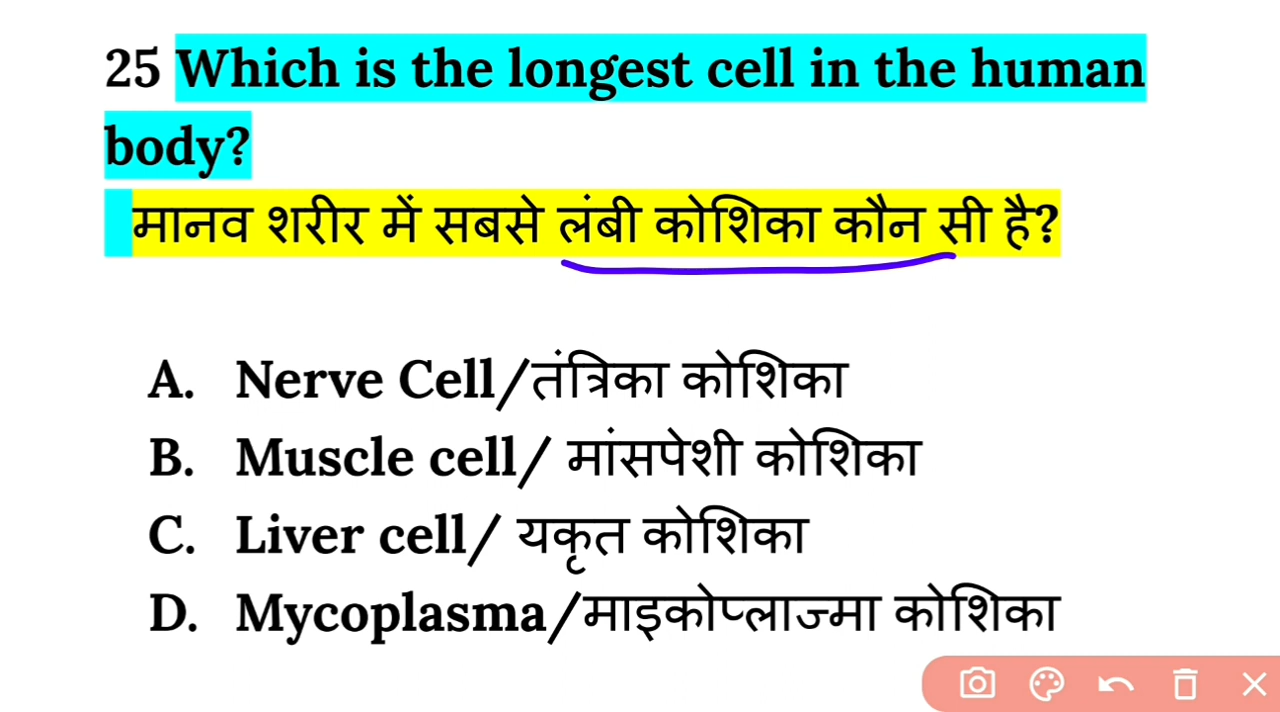 25 Which is the longest cell in the human
body?
मानव शरीर में सबसे लंबी कोशिका कौन सी है?
A. Nerve Cell/तंत्रिका कोशिका
B. Muscle cell/ मांसपेशी कोशिका
C. Liver cell/ यकृत कोशिका
D. Mycoplasma/माइकोप्लाज्मा कोशिका